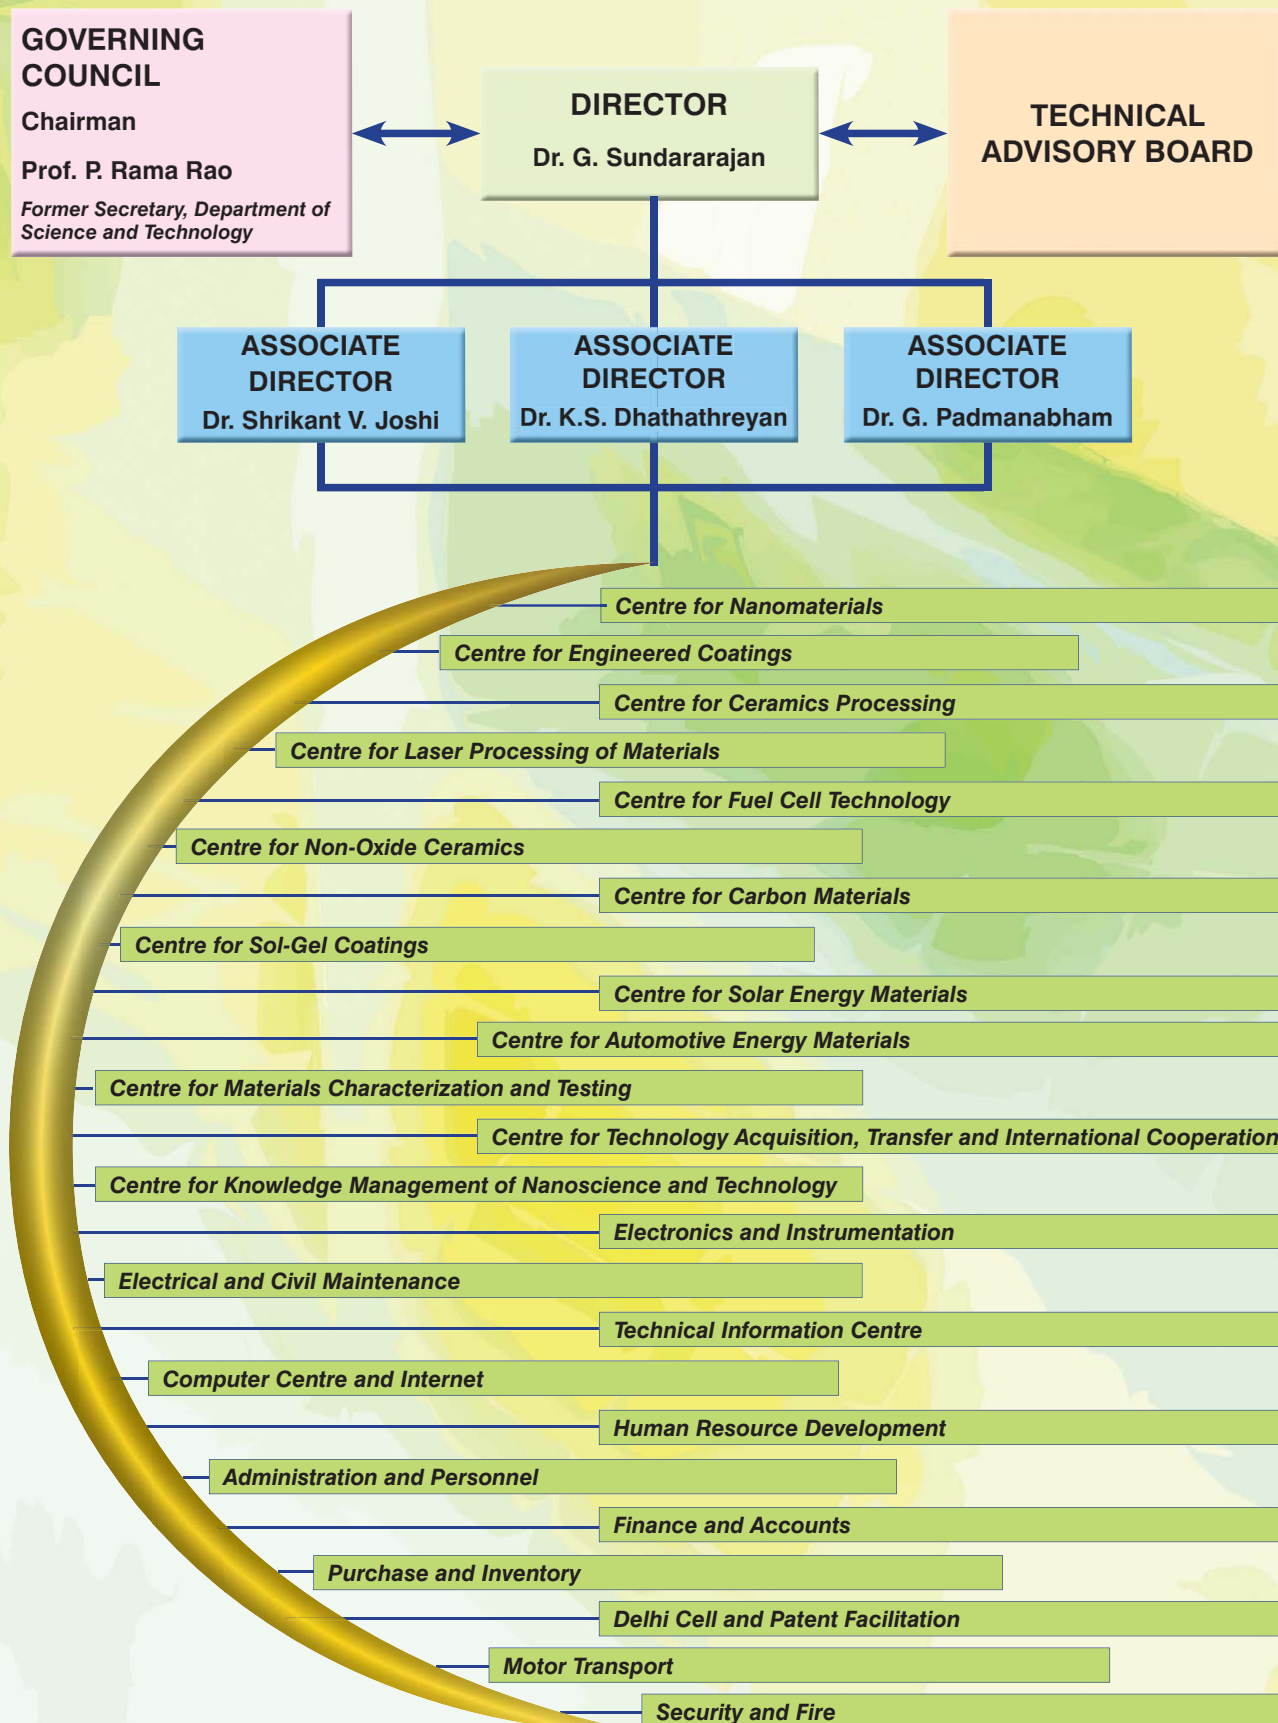 GOVERNING
COUNCIL
Chairman
Prof. P. Rama Rao
Former Secretary, Department of
Science and Technology
DIRECTOR
Dr. G. Sundararajan
TECHNICAL
ADVISORY BOARD
ASSOCIATE
DIRECTOR
Dr. Shrikant V. Joshi
ASSOCIATE
DIRECTOR
Dr. K.S. Dhathathreyan
ASSOCIATE
DIRECTOR
Dr. G. Padmanabham
Centre for Nanomaterials
Centre for Engineered Coatings
Centre for Ceramics Processing
Centre for Laser Processing of Materials
Centre for Fuel Cell Technology
Centre for Non-Oxide Ceramics
Centre for Carbon Materials
Centre for Sol-Gel Coatings
Centre for Solar Energy Materials
Centre for Automotive Energy Materials
Centre for Materials Characterization and Testing
Centre for Technology Acquisition, Transfer and International Cooperation
Centre for Knowledge Management of Nanoscience and Technology
Electronics and Instrumentation
Electrical and Civil Maintenance
Technical Information Centre
Computer Centre and Internet
Human Resource Development
Administration and Personnel
Finance and Accounts
Purchase and Inventory
Delhi Cell and Patent Facilitation
Motor Transport
Security and Fire